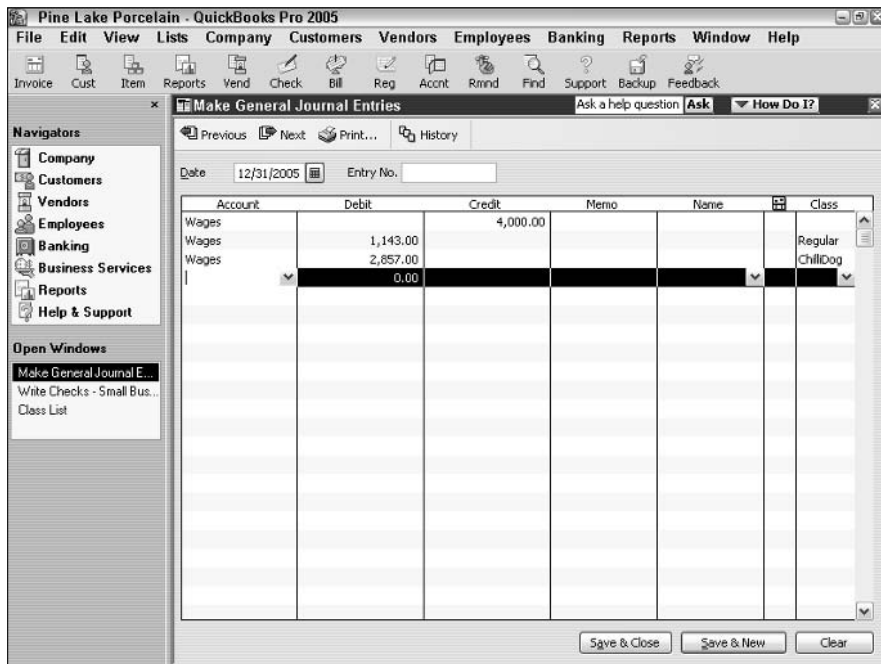 Pine Lake Porcelain - QuickBooks Pro 2005
File Edit View Lists Company Customers Vendors Employees Banking Reports Window Help
Invoice Cust Item Reports Vend Check Bill Reg Accnt Rmnd Find Support Backup Feedback
Make General Journal Entries Ask a help question Ask How Do I?
Navigators
Company
Customers
Vendors
Employees
Banking
Business Services
Reports
Help & Support
Open Windows
Make General Journal E...
Write Checks - Small Bus...
Class List
Previous Next Print... History
Date 12/31/2005 Entry No.
Account Debit Credit Memo Name Class
Wages 4,000.00
Wages 1,143.00 Regular
Wages 2,857.00 ChiliDog
0.00
Save & Close Save & New Clear